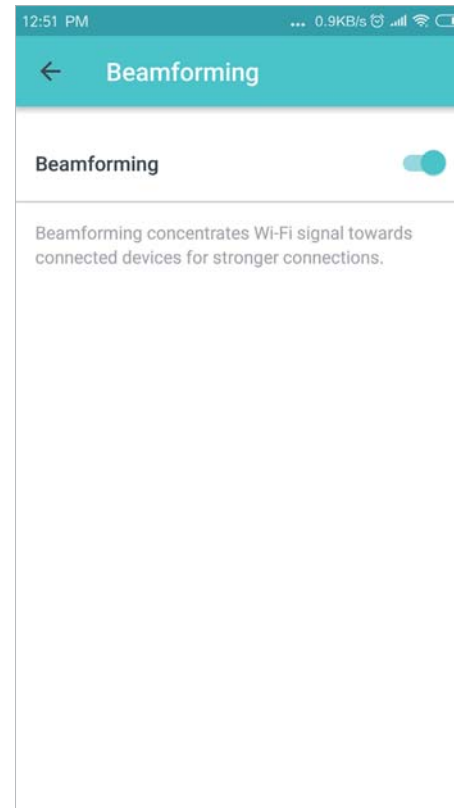 12:51 PM ... 0.9KB/s
Beamforming
Beamforming
Beamforming concentrates Wi-Fi signal towards
connected devices for stronger connections.